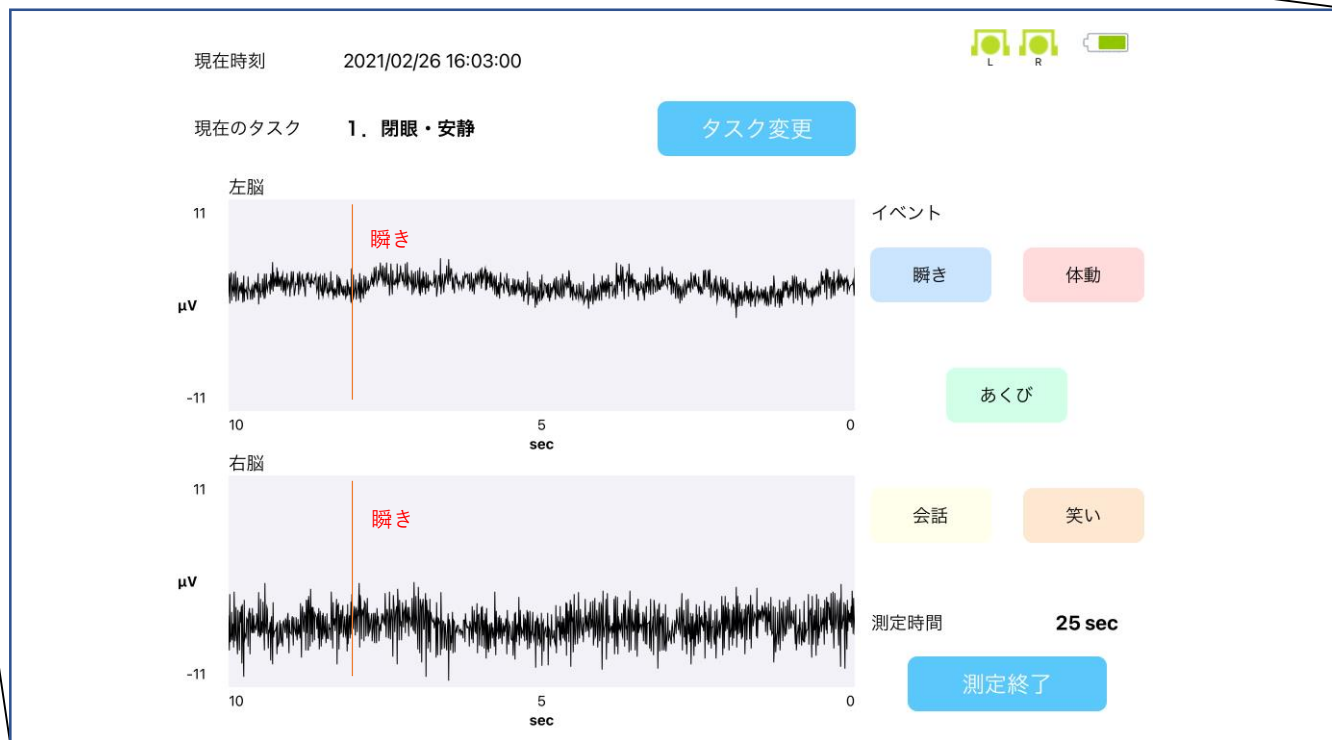 現在時刻 2021/02/26 16:03:00
L R
現在のタスク 1．閉眼・安静 タスク変更
左脳
11
瞬き
μV
-11
10 5 0
sec
イベント
瞬き 体動
あくび
会話 笑い
右脳
11
瞬き
μV
-11
10 5 0
sec
測定時間 25 sec
測定終了